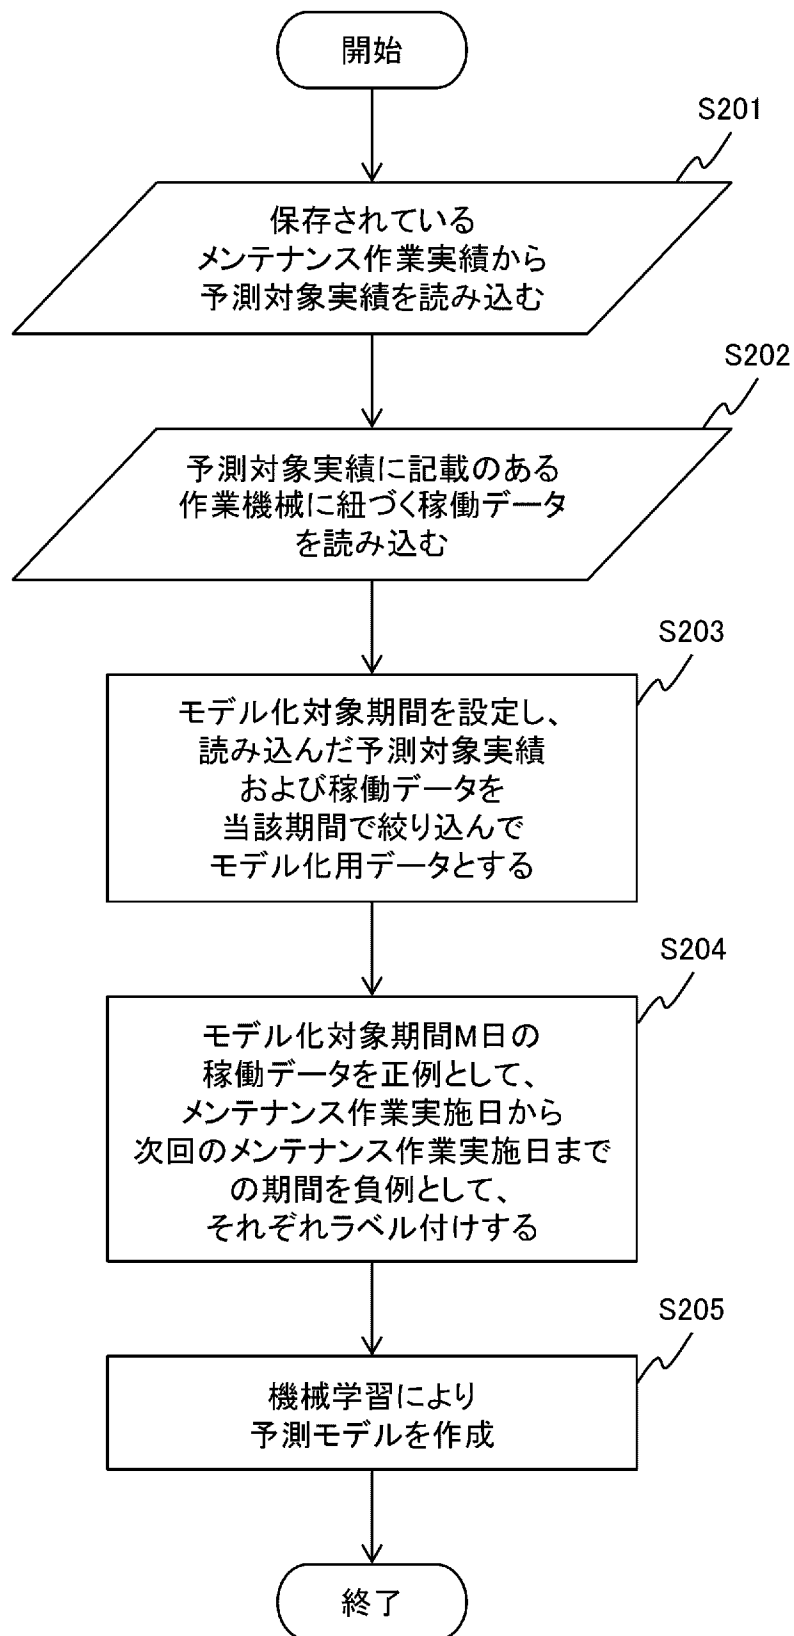 開始
S201
保存されている
メンテナンス作業実績から
予測対象実績を読み込む
S202
予測対象実績に記載のある
作業機械に紐づく稼働データ
を読み込む
S203
モデル化対象期間を設定し、
読み込んだ予測対象実績
および稼働データを
当該期間で絞り込んで
モデル化用データとする
S204
モデル化対象期間M日の
稼働データを正例として、
メンテナンス作業実施日から
次回のメンテナンス作業実施日まで
の期間を負例として、
それぞれラベル付けする
S205
機械学習により
予測モデルを作成
終了